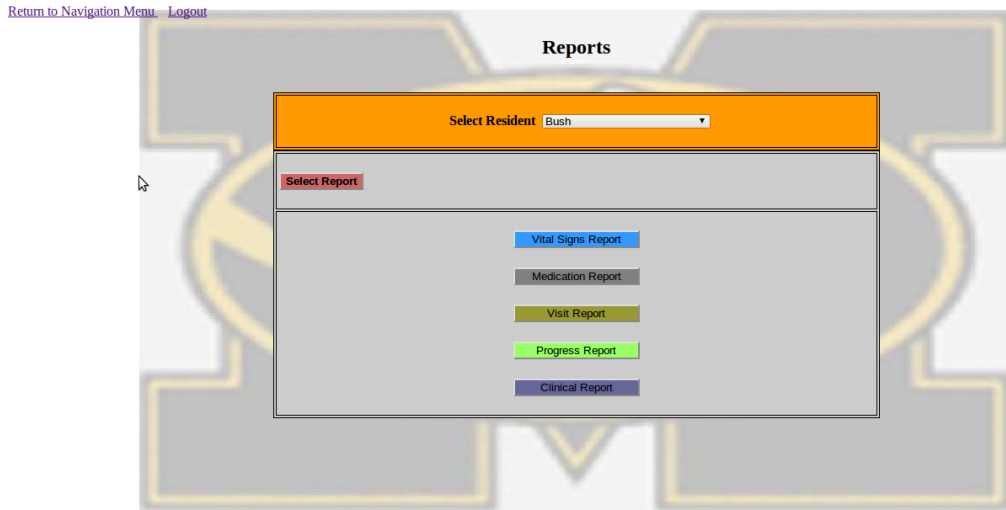 Return to Navigation Menu Logout
Reports
Select Resident Bush
Select Report
Vital Signs Report
Medication Report
Visit Report
Progress Report
Clinical Report